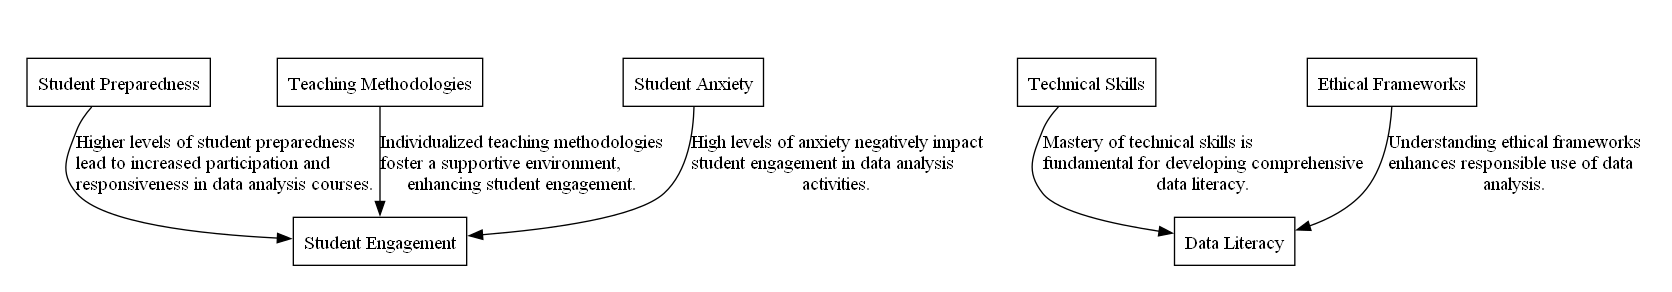 Student Preparedness
Teaching Methodologies
Student Anxiety
Technical Skills
Ethical Frameworks
Higher levels of student preparedness
lead to increased participation and
responsiveness in data analysis courses.
Individualized teaching methodologies
foster a supportive environment,
enhancing student engagement.
High levels of anxiety negatively impact
student engagement in data analysis
activities.
Mastery of technical skills is
fundamental for developing comprehensive
data literacy.
Understanding ethical frameworks
enhances responsible use of data
analysis.
Student Engagement
Data Literacy